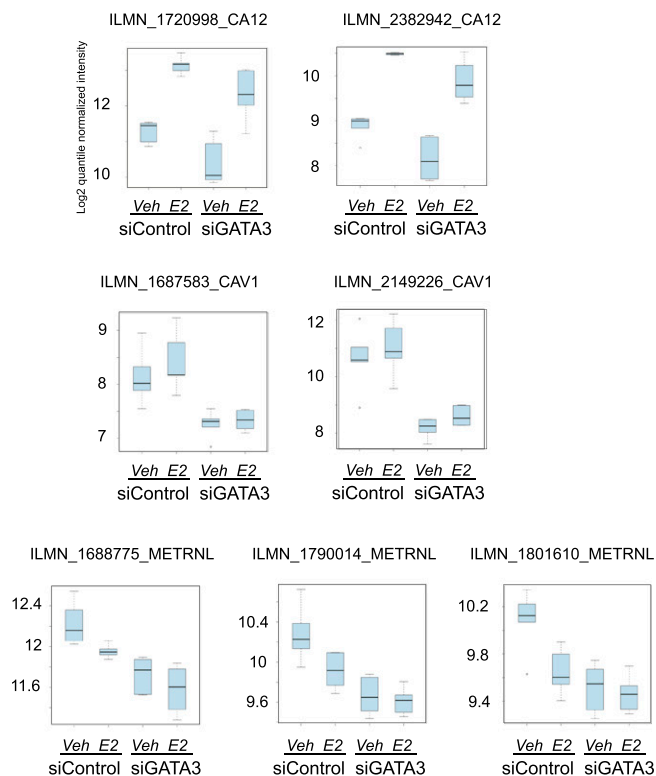 ILMN_1720998_CA12
ILMN_2382942_CA12
Log2 quantile normalized intensity
12
10
10
9
8
Veh E2 Veh E2
siControl siGATA3
Veh E2 Veh E2
siControl siGATA3
ILMN_1687583_CAV1
ILMN_2149226_CAV1
9
8
7
12
10
8
Veh E2 Veh E2
siControl siGATA3
Veh E2 Veh E2
siControl siGATA3
ILMN_1688775_METRNL
ILMN_1790014_METRNL
ILMN_1801610_METRNL
12.4
12
11.6
10.4
10
9.6
10.2
9.8
9.4
Veh E2 Veh E2
siControl siGATA3
Veh E2 Veh E2
siControl siGATA3
Veh E2 Veh E2
siControl siGATA3